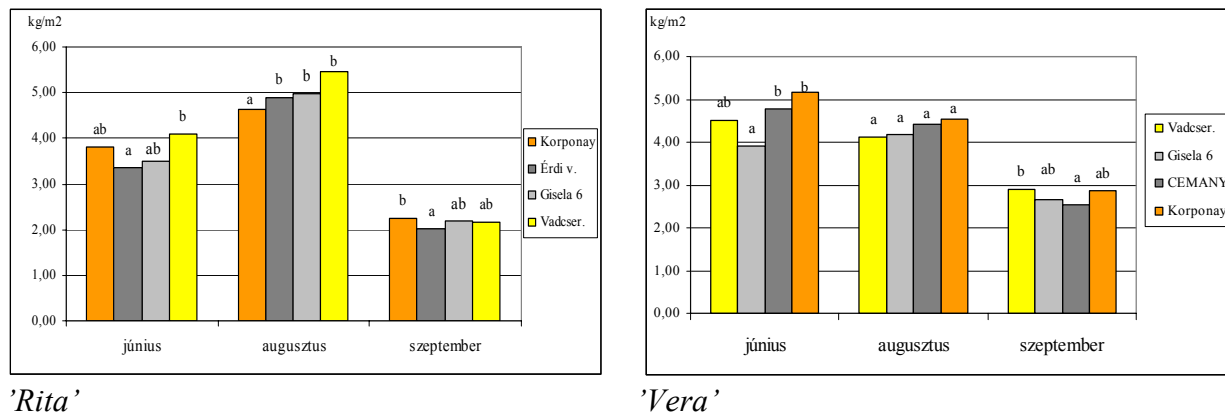 kg/m2
6,00
5,00
4,00
3,00
2,00
1,00
0,00
ab a ab b
a b b b
b a ab ab
június augusztus szeptember
Korponay
Érdi v.
Gisela 6
Vadcser.
'Rita'
kg/m2
6,00
5,00
4,00
3,00
2,00
1,00
0,00
ab a b b
a a a a
b ab a ab
június augusztus szeptember
Vadcser.
Gisela 6
CEMANY
Korponay
'Vera'